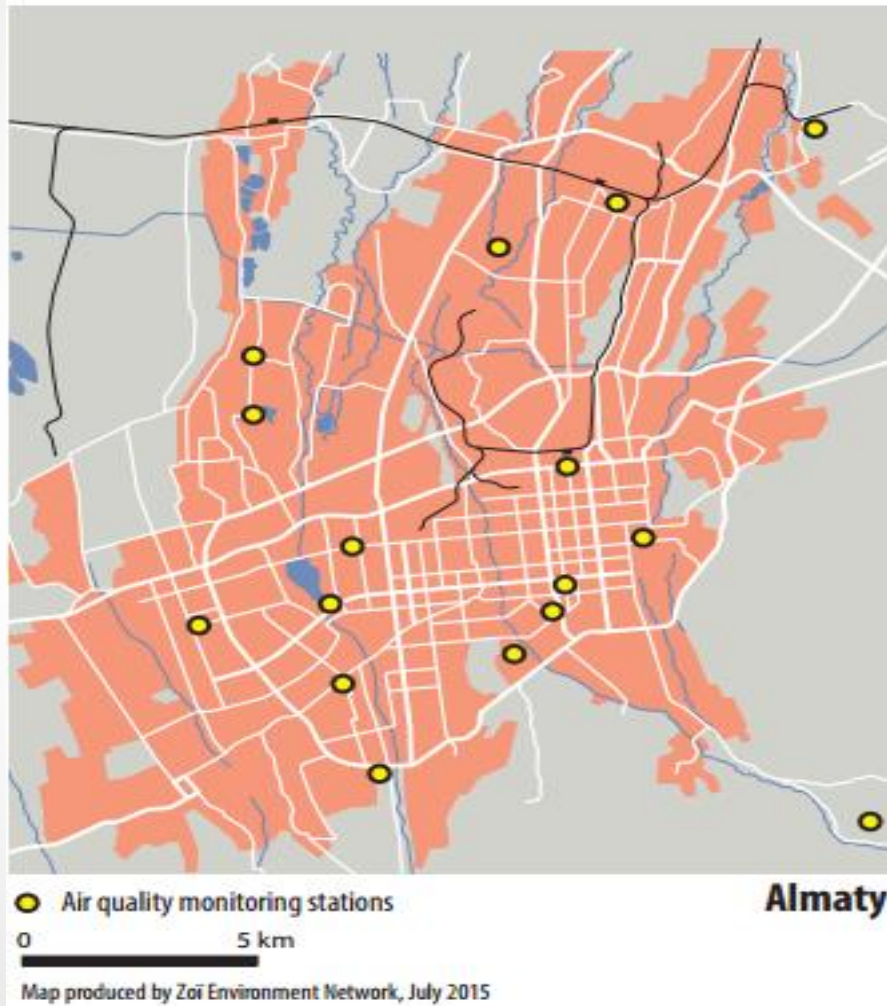 Air quality monitoring stations
Almaty
0 5 km
Map produced by Zoï Environment Network, July 2015